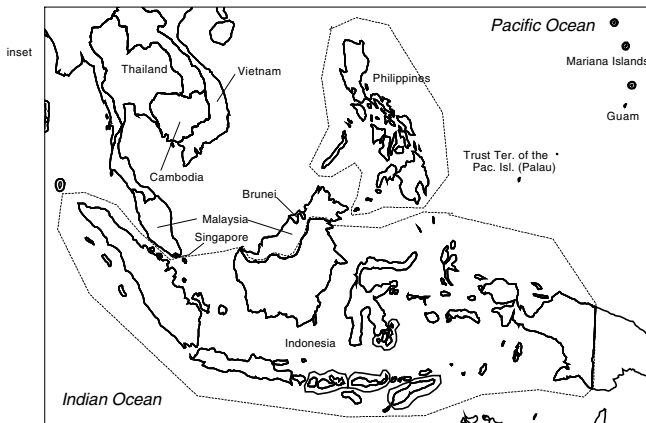 Pacific Ocean
inset
Mariana Islands
Thailand
Vietnam
Philippines
Guam
Trust Ter. of the
Pac. Isl. (Palau)
Cambodia
Brunei
Malaysia
Singapore
Indonesia
Indian Ocean